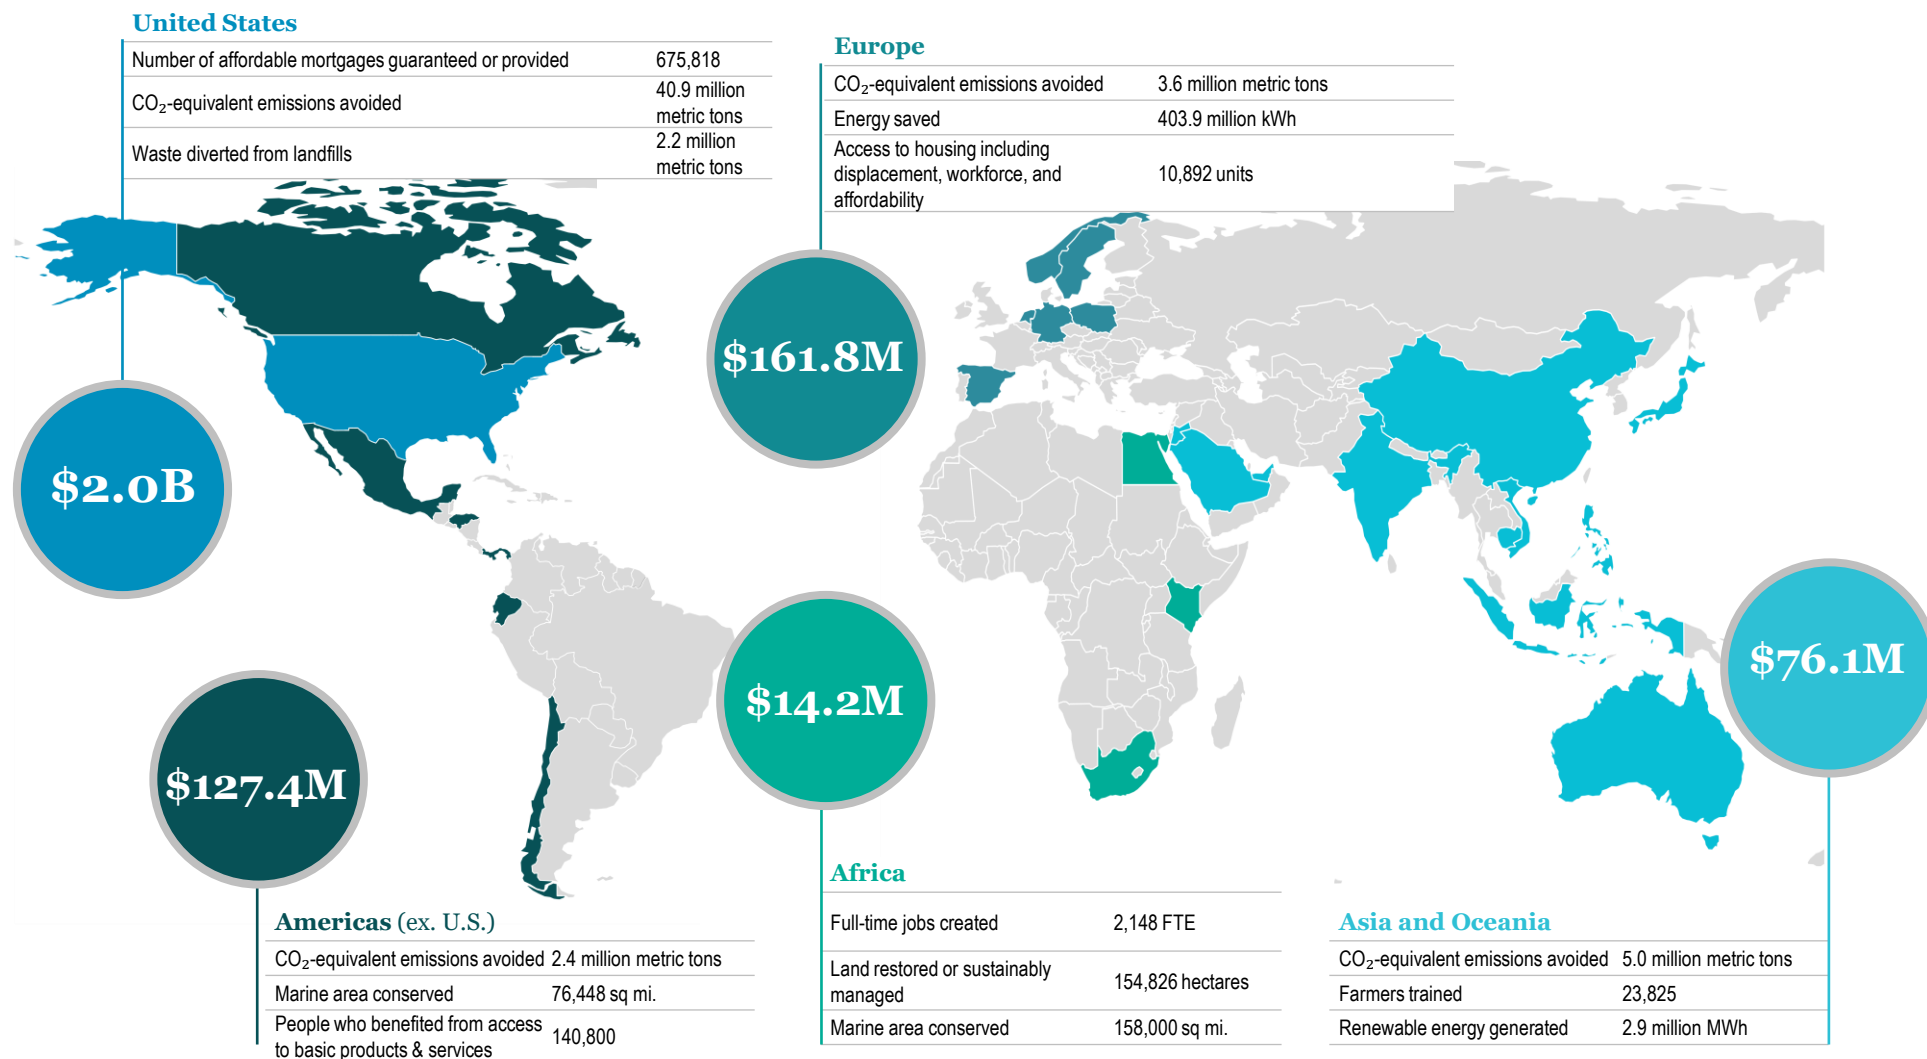 United States
Number of affordable mortgages guaranteed or provided 675,818
CO₂-equivalent emissions avoided 40.9 million
metric tons
Waste diverted from landfills 2.2 million
metric tons
Europe
CO₂-equivalent emissions avoided 3.6 million metric tons
Energy saved 403.9 million kWh
Access to housing including
displacement, workforce, and
affordability
10,892 units
$161.8M
$2.0B
$14.2M
$76.1M
$127.4M
Americas (ex. U.S.)
CO₂-equivalent emissions avoided 2.4 million metric tons
Marine area conserved 76,448 sq mi.
People who benefited from access
to basic products & services
140,800
Africa
Full-time jobs created 2,148 FTE
Land restored or sustainably
managed
154,826 hectares
Marine area conserved 158,000 sq mi.
Asia and Oceania
CO₂-equivalent emissions avoided 5.0 million metric tons
Farmers trained 23,825
Renewable energy generated 2.9 million MWh